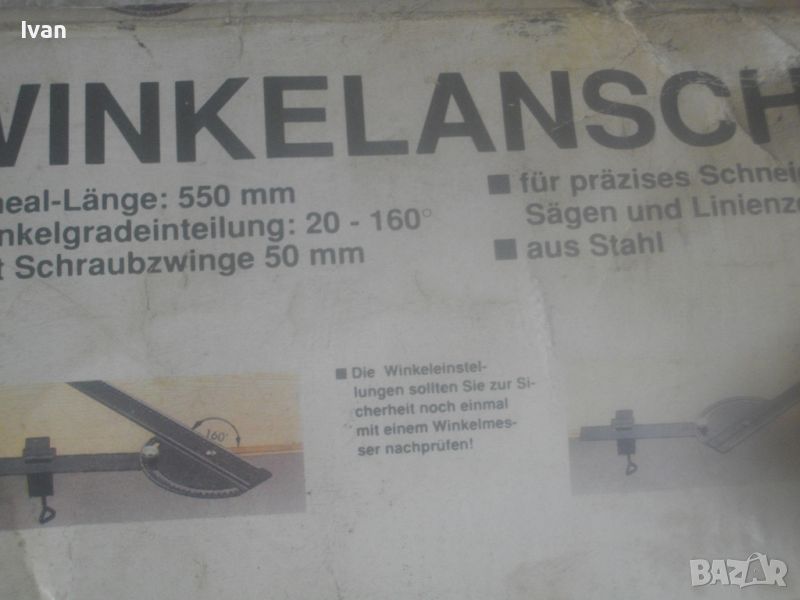 Ivan
WINKELANSCH
neal-Länge: 550 mm
nkelgradeinteilung: 20 - 160°
t Schraubzwinge 50 mm
■ für präzises Schnei
Sägen und Linienz
■ aus Stahl
■ Die Winkeleinstel-
lungen sollten Sie zur Si-
cherheit noch einmal
mit einem Winkelmes-
ser nachprüfen!
160°
BAZAR